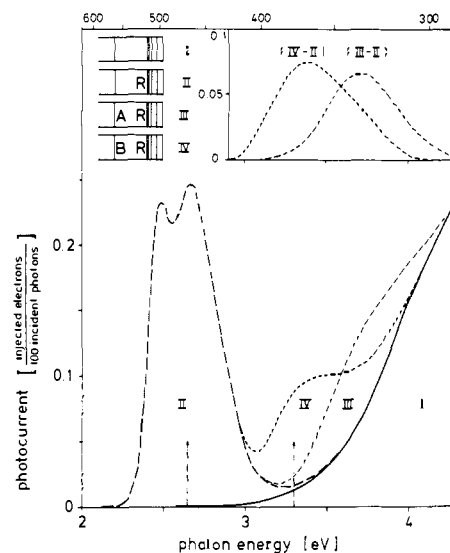 600 500 400 300
I
R II
A R III
B R IV
0.1
0.05
0
(IV-II) (III-II)
0.2
0.1
0
photocurrent [injected electrons / 100 incident photons]
II IV III I
2 3 4
photon energy [eV]